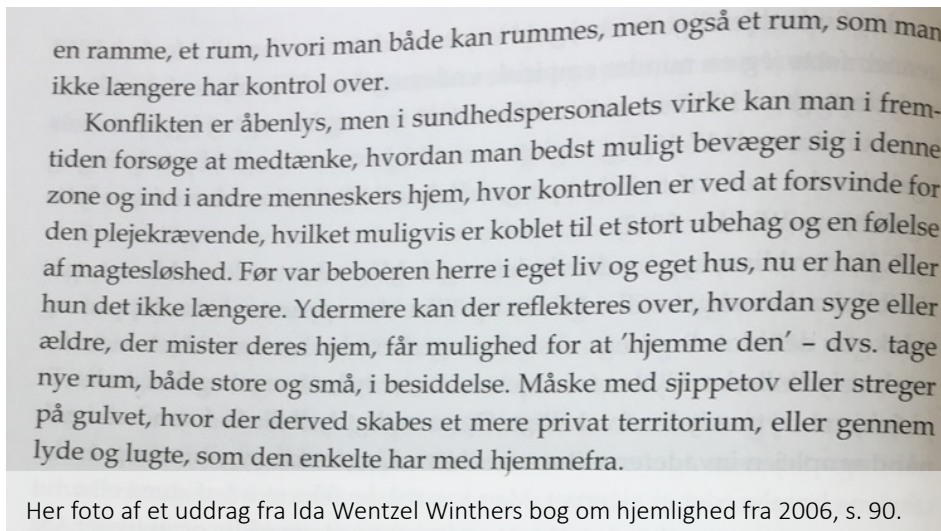 en ramme, et rum, hvori man både kan rummes, men også et rum, som man
ikke længere har kontrol over.
Konflikten er åbenlys, men i sundhedspersonalets virke kan man i frem-
tiden forsøge at medtænke, hvordan man bedst muligt bevæger sig i denne
zone og ind i andre menneskers hjem, hvor kontrollen er ved at forsvinde for
den plejekrævende, hvilket muligvis er koblet til et stort ubehag og en følelse
af magtesløshed. Før var beboeren herre i eget liv og eget hus, nu er han eller
hun det ikke længere. Ydermere kan der reflekteres over, hvordan syge eller
ældre, der mister deres hjem, får mulighed for at 'hjemme den' – dvs. tage
nye rum, både store og små, i besiddelse. Måske med sjippetov eller streger
på gulvet, hvor der derved skabes et mere privat territorium, eller gennem
lyde og lugte, som den enkelte har med hjemmefra.
Her foto af et uddrag fra Ida Wentzel Winthers bog om hjemlighed fra 2006, s. 90.